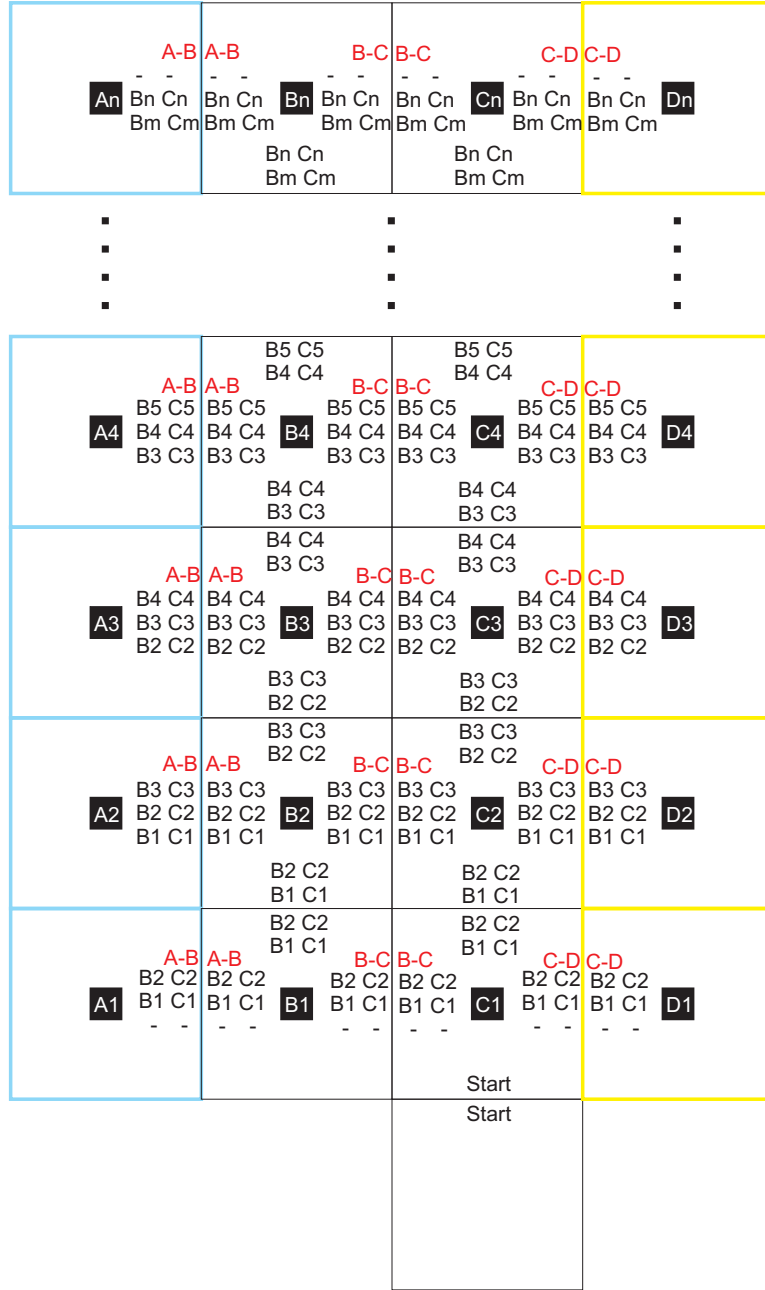 A-B A-B B-C B-C C-D C-D
- - - - - - - - - - - -
An Bn Cn Bn Cn Bn Bn Cn Bn Cn Cn Bn Cn Bn Cn Dn
Bm Cm Bm Cm Bm Cm Bm Cm Bm Cm Bm Cm
Bn Cn Bn Cn
Bm Cm Bm Cm
B5 C5 B5 C5
B4 C4 B4 C4
A-B A-B B-C B-C C-D C-D
B5 C5 B5 C5 B5 C5 B5 C5 B5 C5 B5 C5
A4 B4 C4 B4 C4 B4 B4 C4 B4 C4 C4 B4 C4 B4 C4 D4
B3 C3 B3 C3 B3 C3 B3 C3 B3 C3 B3 C3
B4 C4 B4 C4
B3 C3 B3 C3
B4 C4 B4 C4
B3 C3 B3 C3
A-B A-B B-C B-C C-D C-D
B4 C4 B4 C4 B4 C4 B4 C4 B4 C4 B4 C4
A3 B3 C3 B3 C3 B3 B3 C3 B3 C3 C3 B3 C3 B3 C3 D3
B2 C2 B2 C2 B2 C2 B2 C2 B2 C2 B2 C2
B3 C3 B3 C3
B2 C2 B2 C2
B3 C3 B3 C3
B2 C2 B2 C2
A-B A-B B-C B-C C-D C-D
B3 C3 B3 C3 B3 C3 B3 C3 B3 C3 B3 C3
A2 B2 C2 B2 C2 B2 B2 C2 B2 C2 C2 B2 C2 B2 C2 D2
B1 C1 B1 C1 B1 C1 B1 C1 B1 C1 B1 C1
B2 C2 B2 C2
B1 C1 B1 C1
B2 C2 B2 C2
B1 C1 B1 C1
A-B A-B B-C B-C C-D C-D
B2 C2 B2 C2 B2 C2 B2 C2 B2 C2 B2 C2
A1 B1 C1 B1 C1 B1 B1 C1 B1 C1 C1 B1 C1 B1 C1 D1
- - - - - - - - - - - -
Start
Start